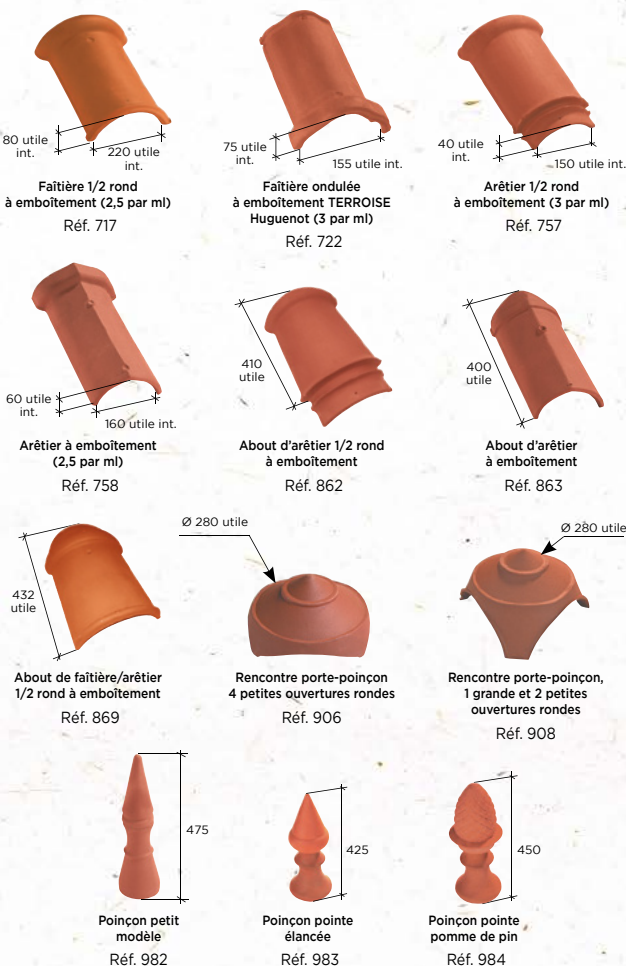 80 utile
int.
220 utile
int.
Faîtière 1/2 rond
à emboîtement (2,5 par ml)
Réf. 717
75 utile
int.
155 utile int.
Faîtière ondulée
à emboîtement TERROISE
Huguenot (3 par ml)
Réf. 722
40 utile
int.
150 utile int.
Arêtier 1/2 rond
à emboîtement (3 par ml)
Réf. 757
60 utile
int.
160 utile int.
Arêtier à emboîtement
(2,5 par ml)
Réf. 758
410
utile
About d'arêtier 1/2 rond
à emboîtement
Réf. 862
400
utile
About d'arêtier
à emboîtement
Réf. 863
432
utile
About de faîtière/arêtier
1/2 rond à emboîtement
Réf. 869
Ø 280 utile
Rencontre porte-poinçon
4 petites ouvertures rondes
Réf. 906
Ø 280 utile
Rencontre porte-poinçon,
1 grande et 2 petites
ouvertures rondes
Réf. 908
475
Poinçon petit
modèle
Réf. 982
425
Poinçon pointe
élancée
Réf. 983
450
Poinçon pointe
pomme de pin
Réf. 984